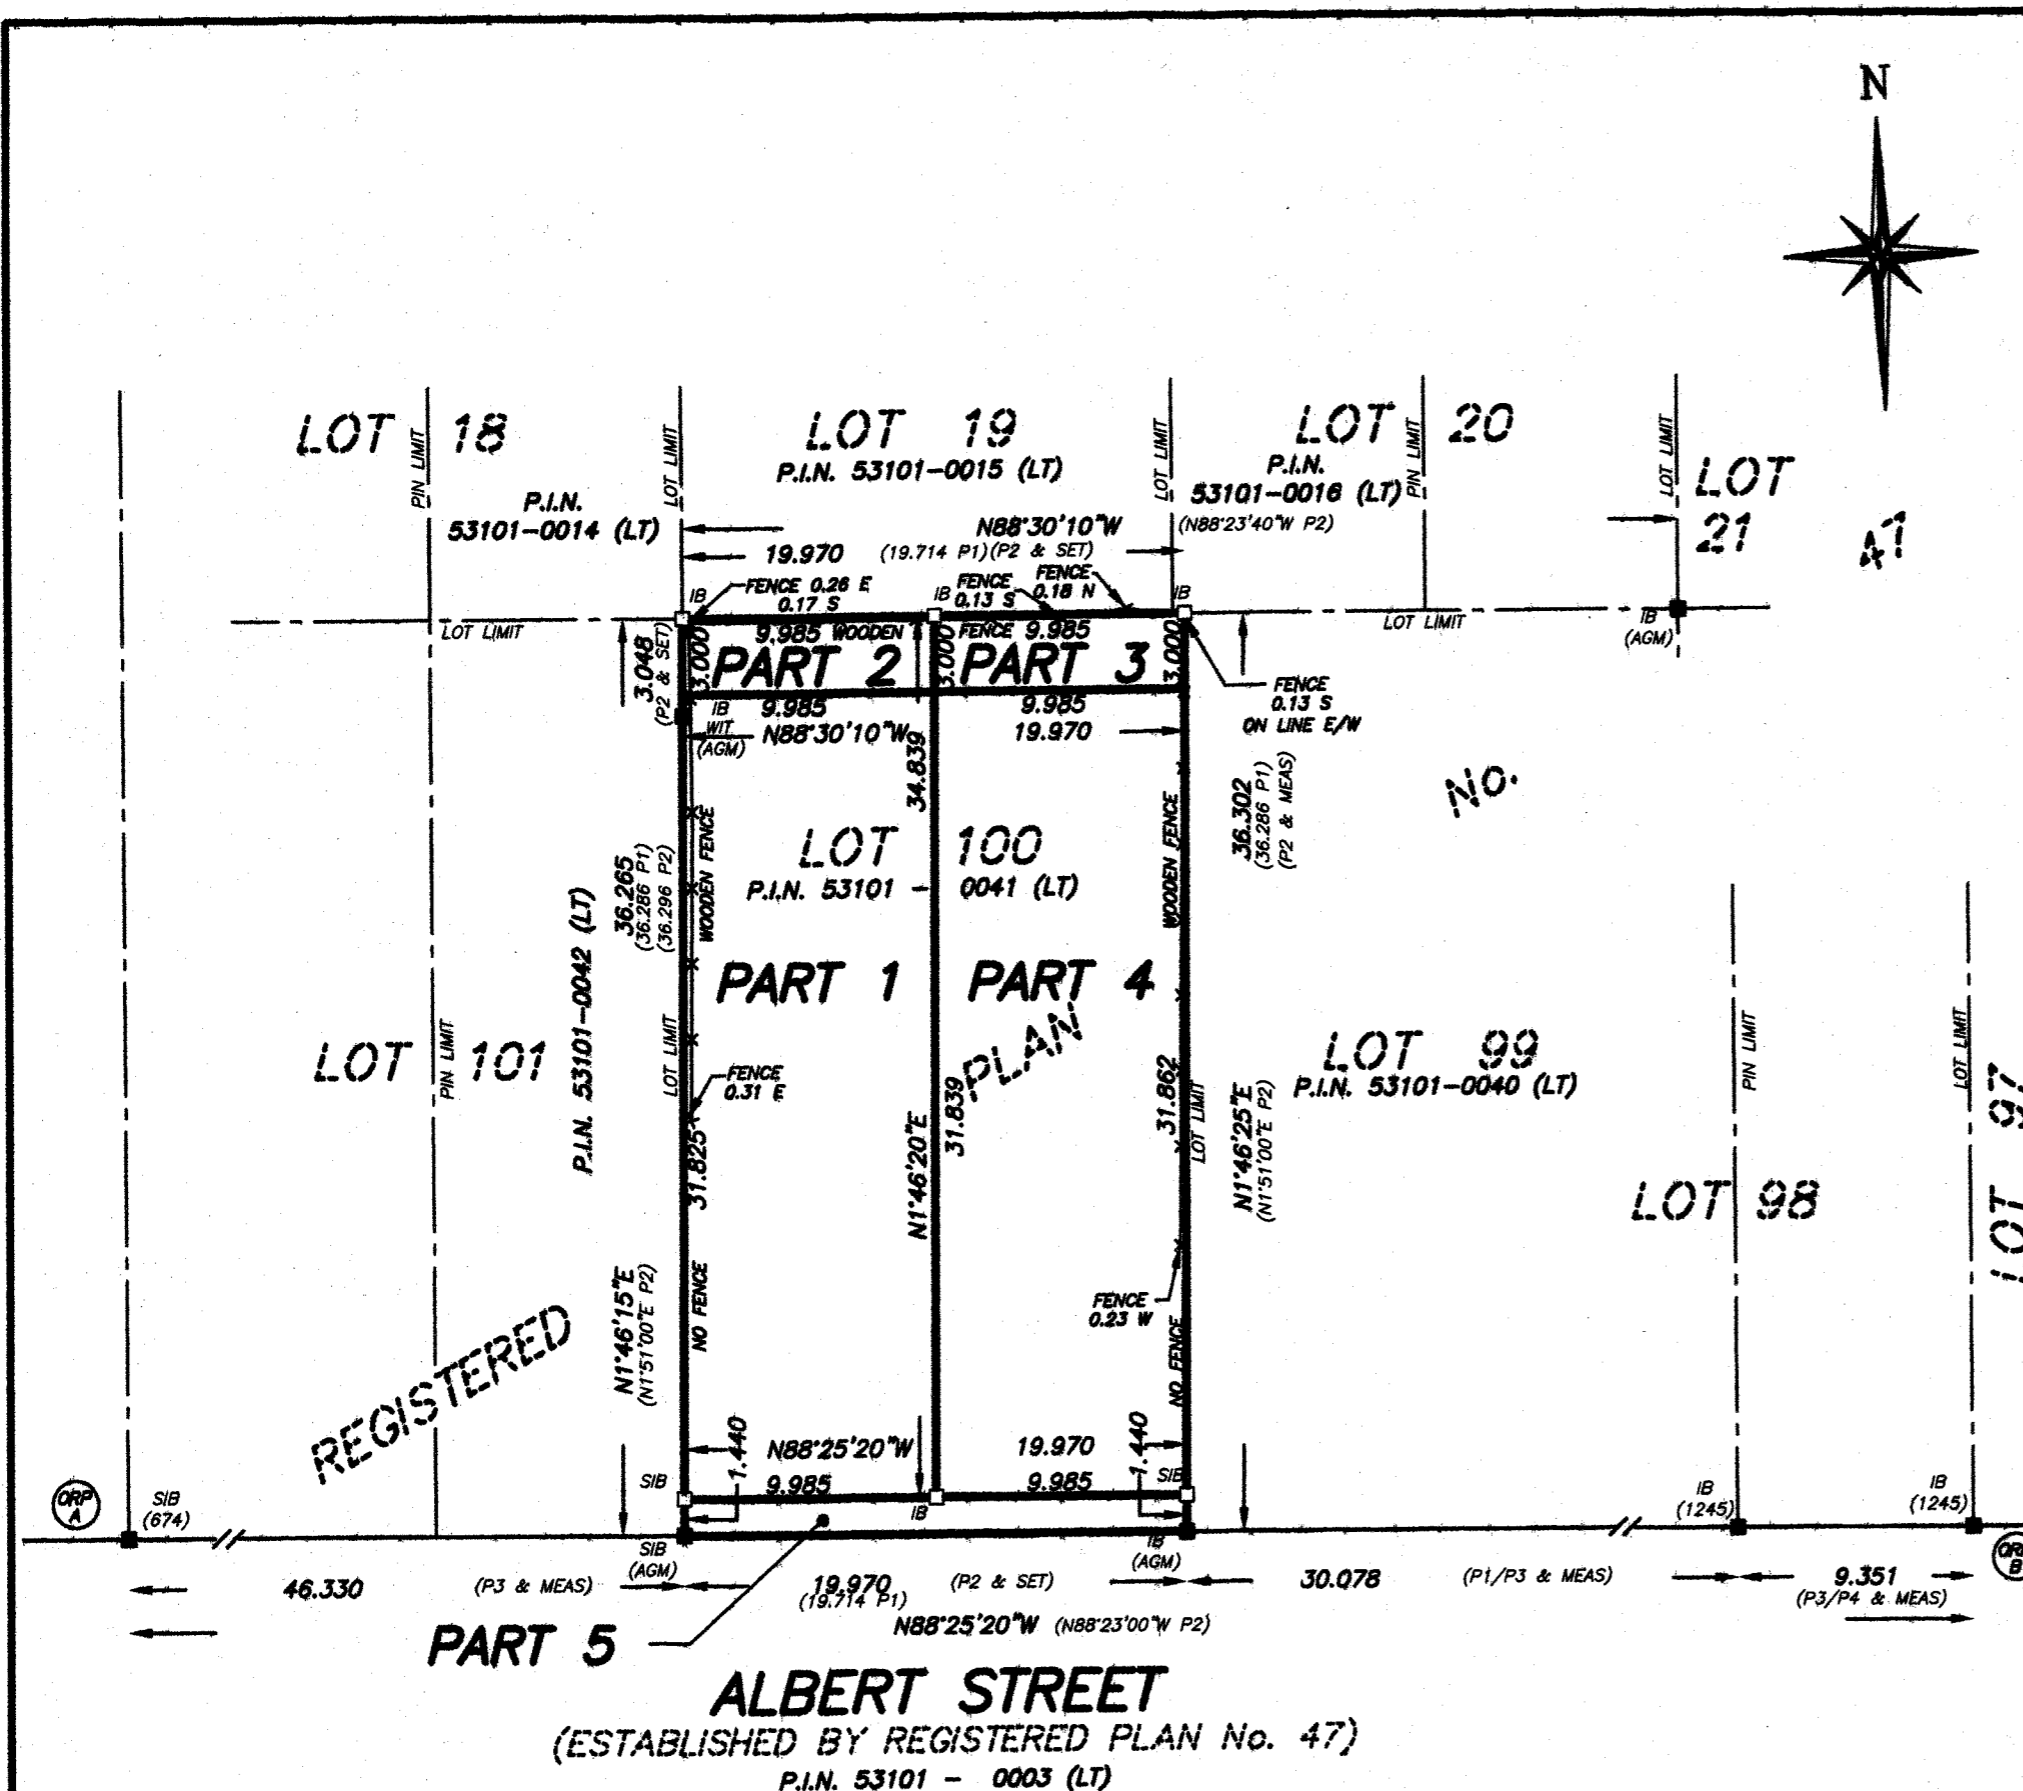 N
LOT 18
PIN LIMIT
P.I.N.
53101-0014 (LT)
LOT LIMIT
LOT 19
P.I.N. 53101-0015 (LT)
LOT LIMIT
LOT 20
P.I.N.
53101-0016 (LT)
PIN LIMIT
LOT LIMIT
LOT
21
47
N88°30'10"W
(N88°23'40"W P2)
19.970
(19.714 P1)(P2 & SET)
IB
FENCE 0.26 E
0.17 S
IB
FENCE
0.13 S
FENCE
0.18 N
IB
LOT LIMIT
LOT LIMIT
IB
(AGM)
3.048
(P2 & SET)
3.000
9.985
WOODEN
FENCE
9.985
3.000
3.000
PART 2
PART 3
FENCE
0.13 S
ON LINE E/W
IB
WIT
(AGM)
9.985
9.985
N88°30'10"W
19.970
34.839
36.302
(36.286 P1)
(P2 & MEAS)
No.
36.265
(36.286 P1)
(36.296 P2)
WOODEN FENCE
WOODEN FENCE
LOT 100
P.I.N. 53101 - 0041 (LT)
P.I.N. 53101-0042 (LT)
PART 1
PART 4
PLAN
LOT 101
PIN LIMIT
LOT LIMIT
FENCE
0.31 E
31.825
31.839
31.862
LOT LIMIT
N1°46'20"E
N1°46'25"E
(N1°51'00"E P2)
LOT 99
P.I.N. 53101-0040 (LT)
PIN LIMIT
LOT LIMIT
LOT 98
LOT 97
REGISTERED
N1°46'15"E
(N1°51'00"E P2)
NO FENCE
FENCE
0.23 W
NO FENCE
1.440
N88°25'20"W
19.970
1.440
9.985
9.985
SIB
SIB
IB
ORP
A
SIB
(674)
IB
(1245)
IB
(1245)
SIB
(AGM)
IB
(AGM)
ORP
B
46.330
(P3 & MEAS)
19.970
(19.714 P1)
(P2 & SET)
30.078
(P1/P3 & MEAS)
9.351
(P3/P4 & MEAS)
N88°25'20"W (N88°23'00"W P2)
PART 5
ALBERT STREET
(ESTABLISHED BY REGISTERED PLAN No. 47)
P.I.N. 53101 - 0003 (LT)